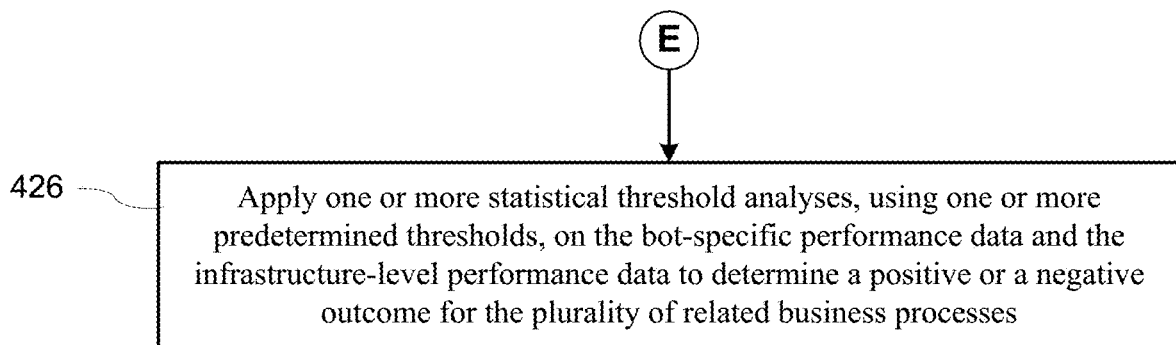 E
426
Apply one or more statistical threshold analyses, using one or more
predetermined thresholds, on the bot-specific performance data and the
infrastructure-level performance data to determine a positive or a negative
outcome for the plurality of related business processes